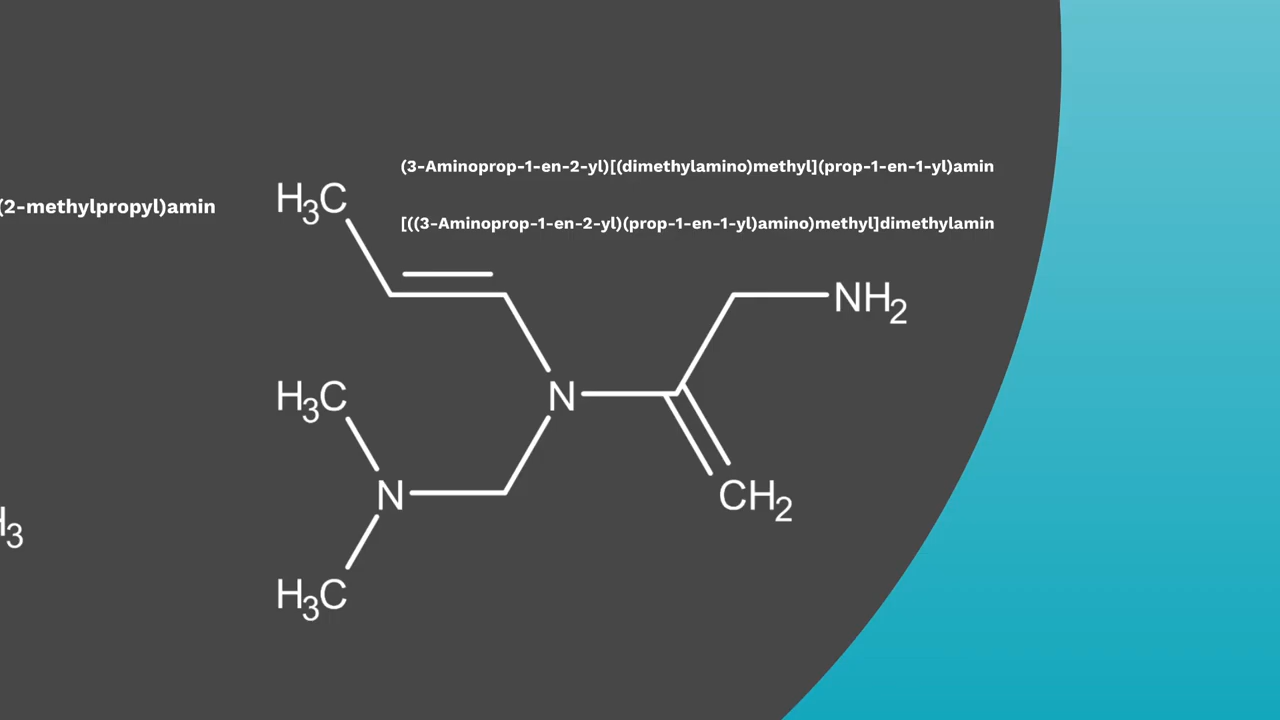 (3-Aminoprop-1-en-2-yl)[(dimethylamino)methyl](prop-1-en-1-yl)amin
(2-methylpropyl)amin
H3C
[((3-Aminoprop-1-en-2-yl)(prop-1-en-1-yl)amino)methyl]dimethylamin
NH2
H3C
N
N
CH2
H3
H3C